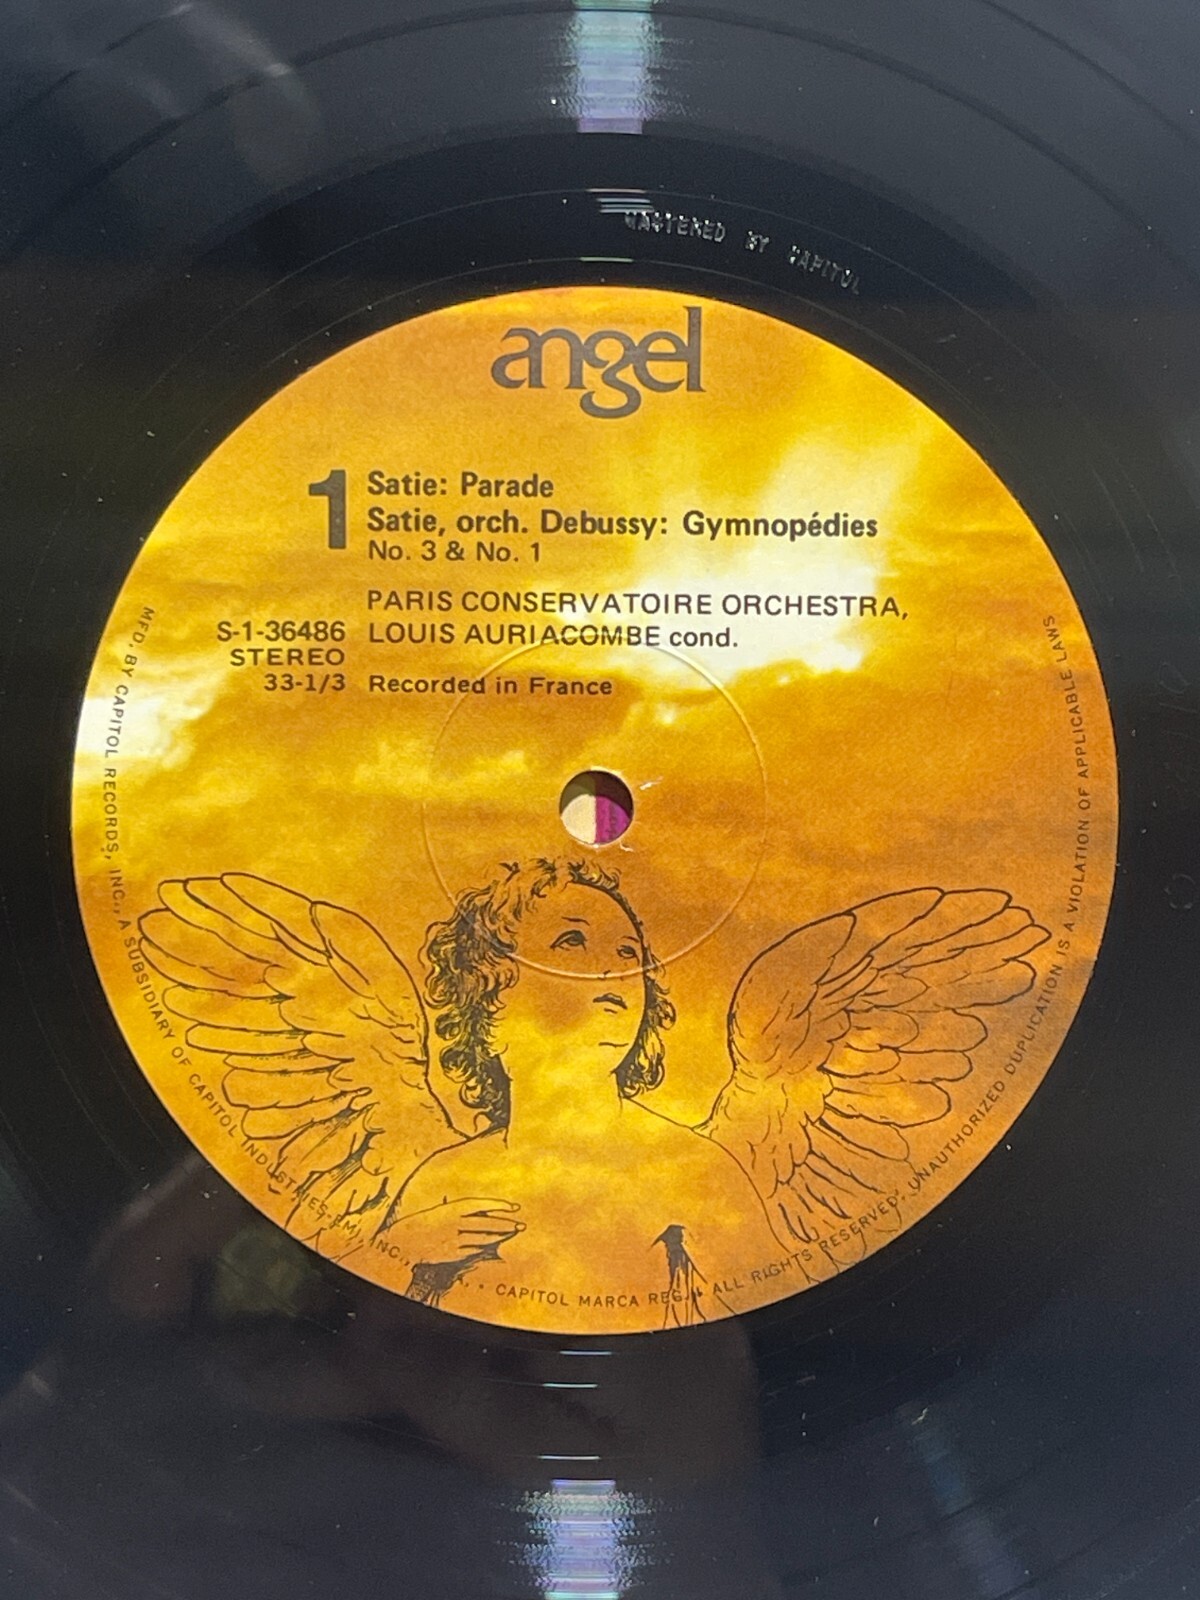 MASTERED BY CAPITOL
angel
1 Satie: Parade
Satie, orch. Debussy: Gymnopédies
No. 3 & No. 1
PARIS CONSERVATOIRE ORCHESTRA,
S-1-36486 LOUIS AURIACOMBE cond.
STEREO
33-1/3 Recorded in France
MFD. BY CAPITOL RECORDS, INC., A SUBSIDIARY OF CAPITOL INDUSTRIES-EMI, INC., • CAPITOL MARCA REG. • ALL RIGHTS RESERVED. UNAUTHORIZED DUPLICATION IS A VIOLATION OF APPLICABLE LAWS